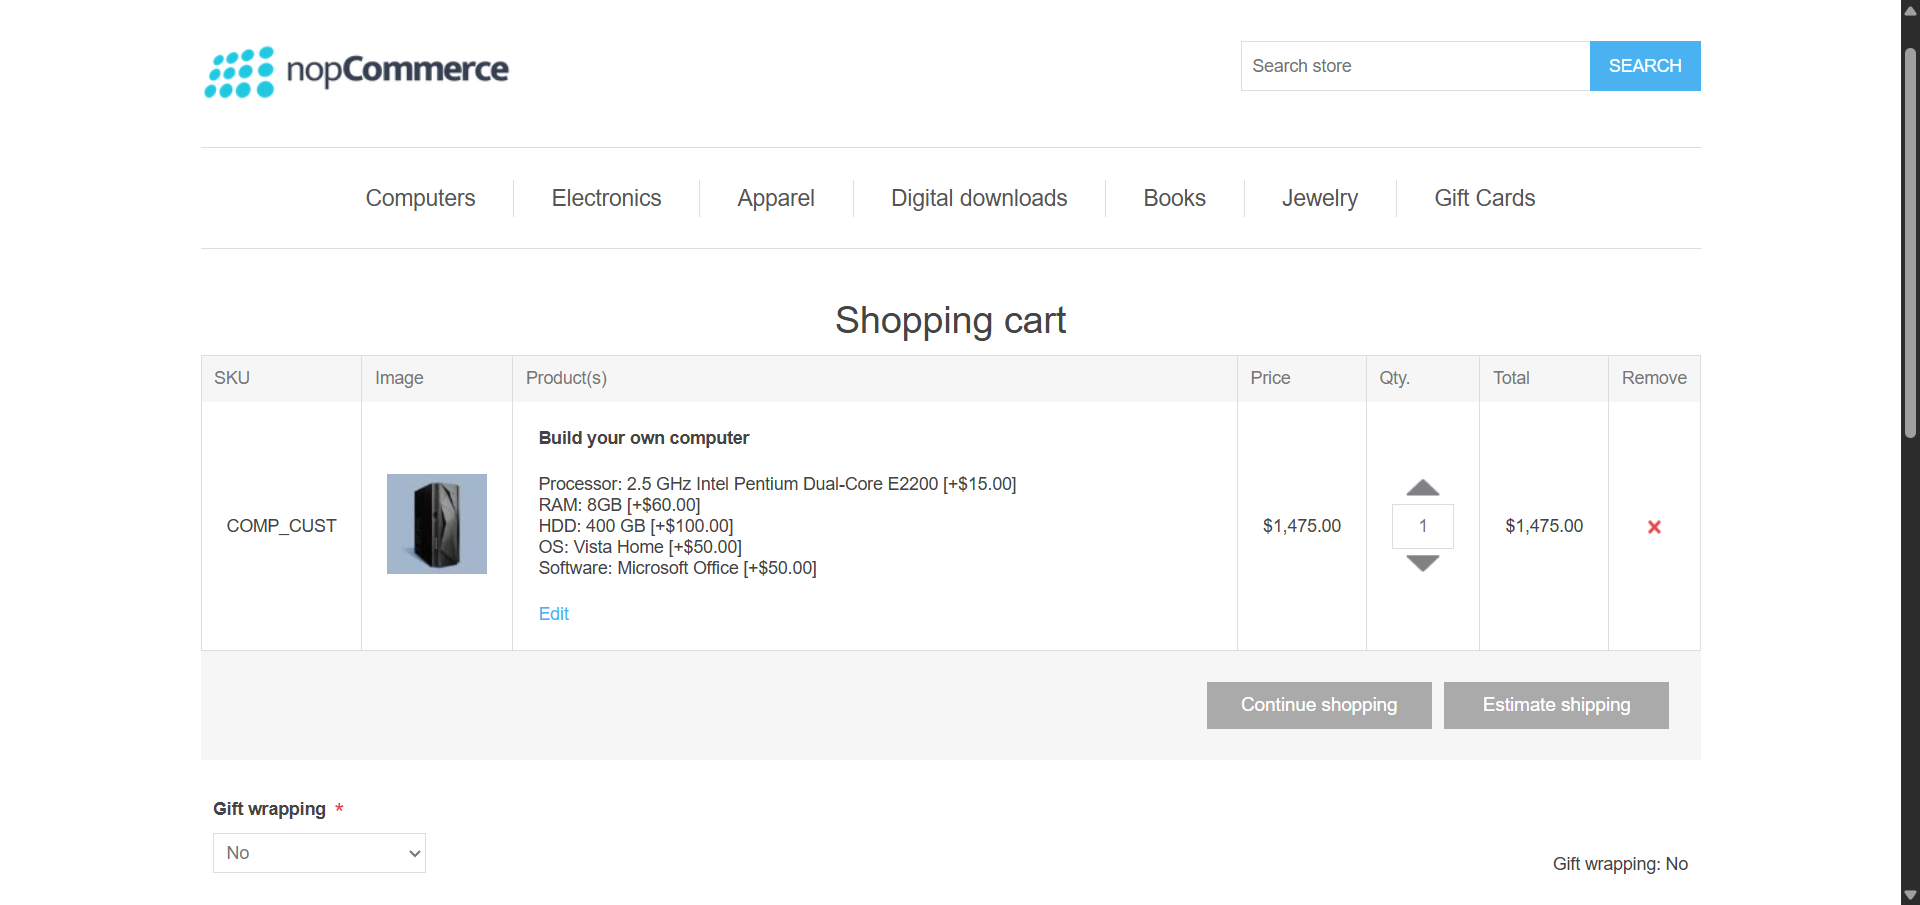 nopCommerce
Search store
SEARCH
Computers
Electronics
Apparel
Digital downloads
Books
Jewelry
Gift Cards
Shopping cart
SKU
Image
Product(s)
Price
Qty.
Total
Remove
COMP_CUST
Build your own computer
Processor: 2.5 GHz Intel Pentium Dual-Core E2200 [+$15.00]
RAM: 8GB [+$60.00]
HDD: 400 GB [+$100.00]
OS: Vista Home [+$50.00]
Software: Microsoft Office [+$50.00]
Edit
$1,475.00
1
$1,475.00
Continue shopping
Estimate shipping
Gift wrapping *
No
Gift wrapping: No